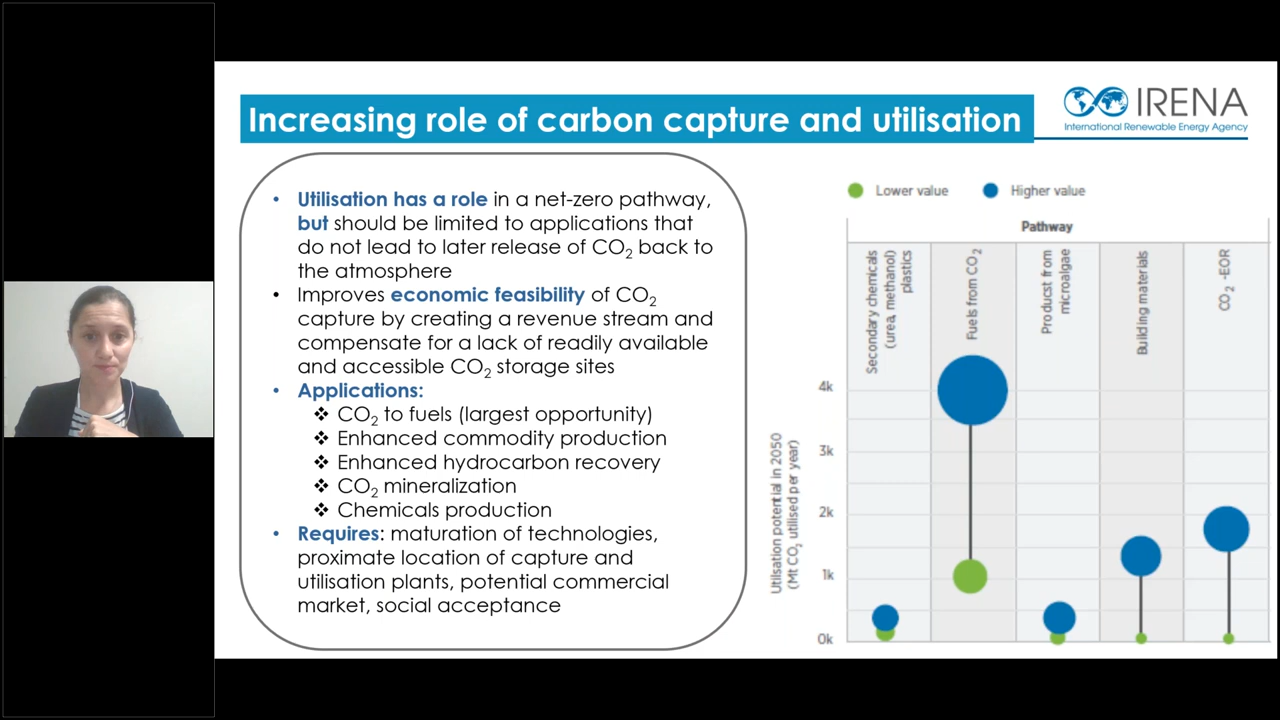 Increasing role of carbon capture and utilisation
IRENA
International Renewable Energy Agency
• Utilisation has a role in a net-zero pathway,
but should be limited to applications that
do not lead to later release of CO₂ back to
the atmosphere
• Improves economic feasibility of CO₂
capture by creating a revenue stream and
compensate for a lack of readily available
and accessible CO₂ storage sites
• Applications:
❖ CO₂ to fuels (largest opportunity)
❖ Enhanced commodity production
❖ Enhanced hydrocarbon recovery
❖ CO₂ mineralization
❖ Chemicals production
• Requires: maturation of technologies,
proximate location of capture and
utilisation plants, potential commercial
market, social acceptance
Lower value
Higher value
Pathway
Secondary chemicals
(urea, methanol)
plastics
Fuels from CO₂
Producst from
microalgae
Building materials
CO₂ -EOR
Utilsation potential in 2050
(Mt CO₂ utilised per year)
4k
3k
2k
1k
0k